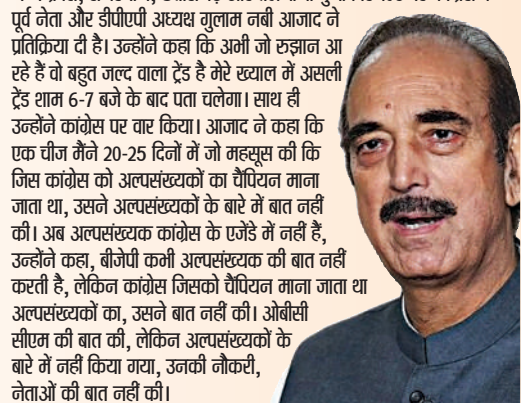 पूर्व नेता और डीपीएपी अध्यक्ष गुलाम नबी आजाद ने
प्रतिक्रिया दी है। उन्होंने कहा कि अभी जो रुझान आ
रहे हैं वो बहुत जल्द वाला ट्रेंड है मेरे ख्याल में असली
ट्रेंड शाम 6-7 बजे के बाद पता चलेगा। साथ ही
उन्होंने कांग्रेस पर वार किया। आजाद ने कहा कि
एक चीज मैंने 20-25 दिनों में जो महसूस की कि
जिस कांग्रेस को अल्पसंख्यकों का चैंपियन माना
जाता था, उसने अल्पसंख्यकों के बारे में बात नहीं
की। अब अल्पसंख्यक कांग्रेस के एजेंडे में नहीं हैं,
उन्होंने कहा, बीजेपी कभी अल्पसंख्यक की बात नहीं
करती है, लेकिन कांग्रेस जिसको चैंपियन माना जाता था
अल्पसंख्यकों का, उसने बात नहीं की। ओबीसी
सीएम की बात की, लेकिन अल्पसंख्यकों के
बारे में नहीं किया गया, उनकी नौकरी,
नेताओं की बात नहीं की।